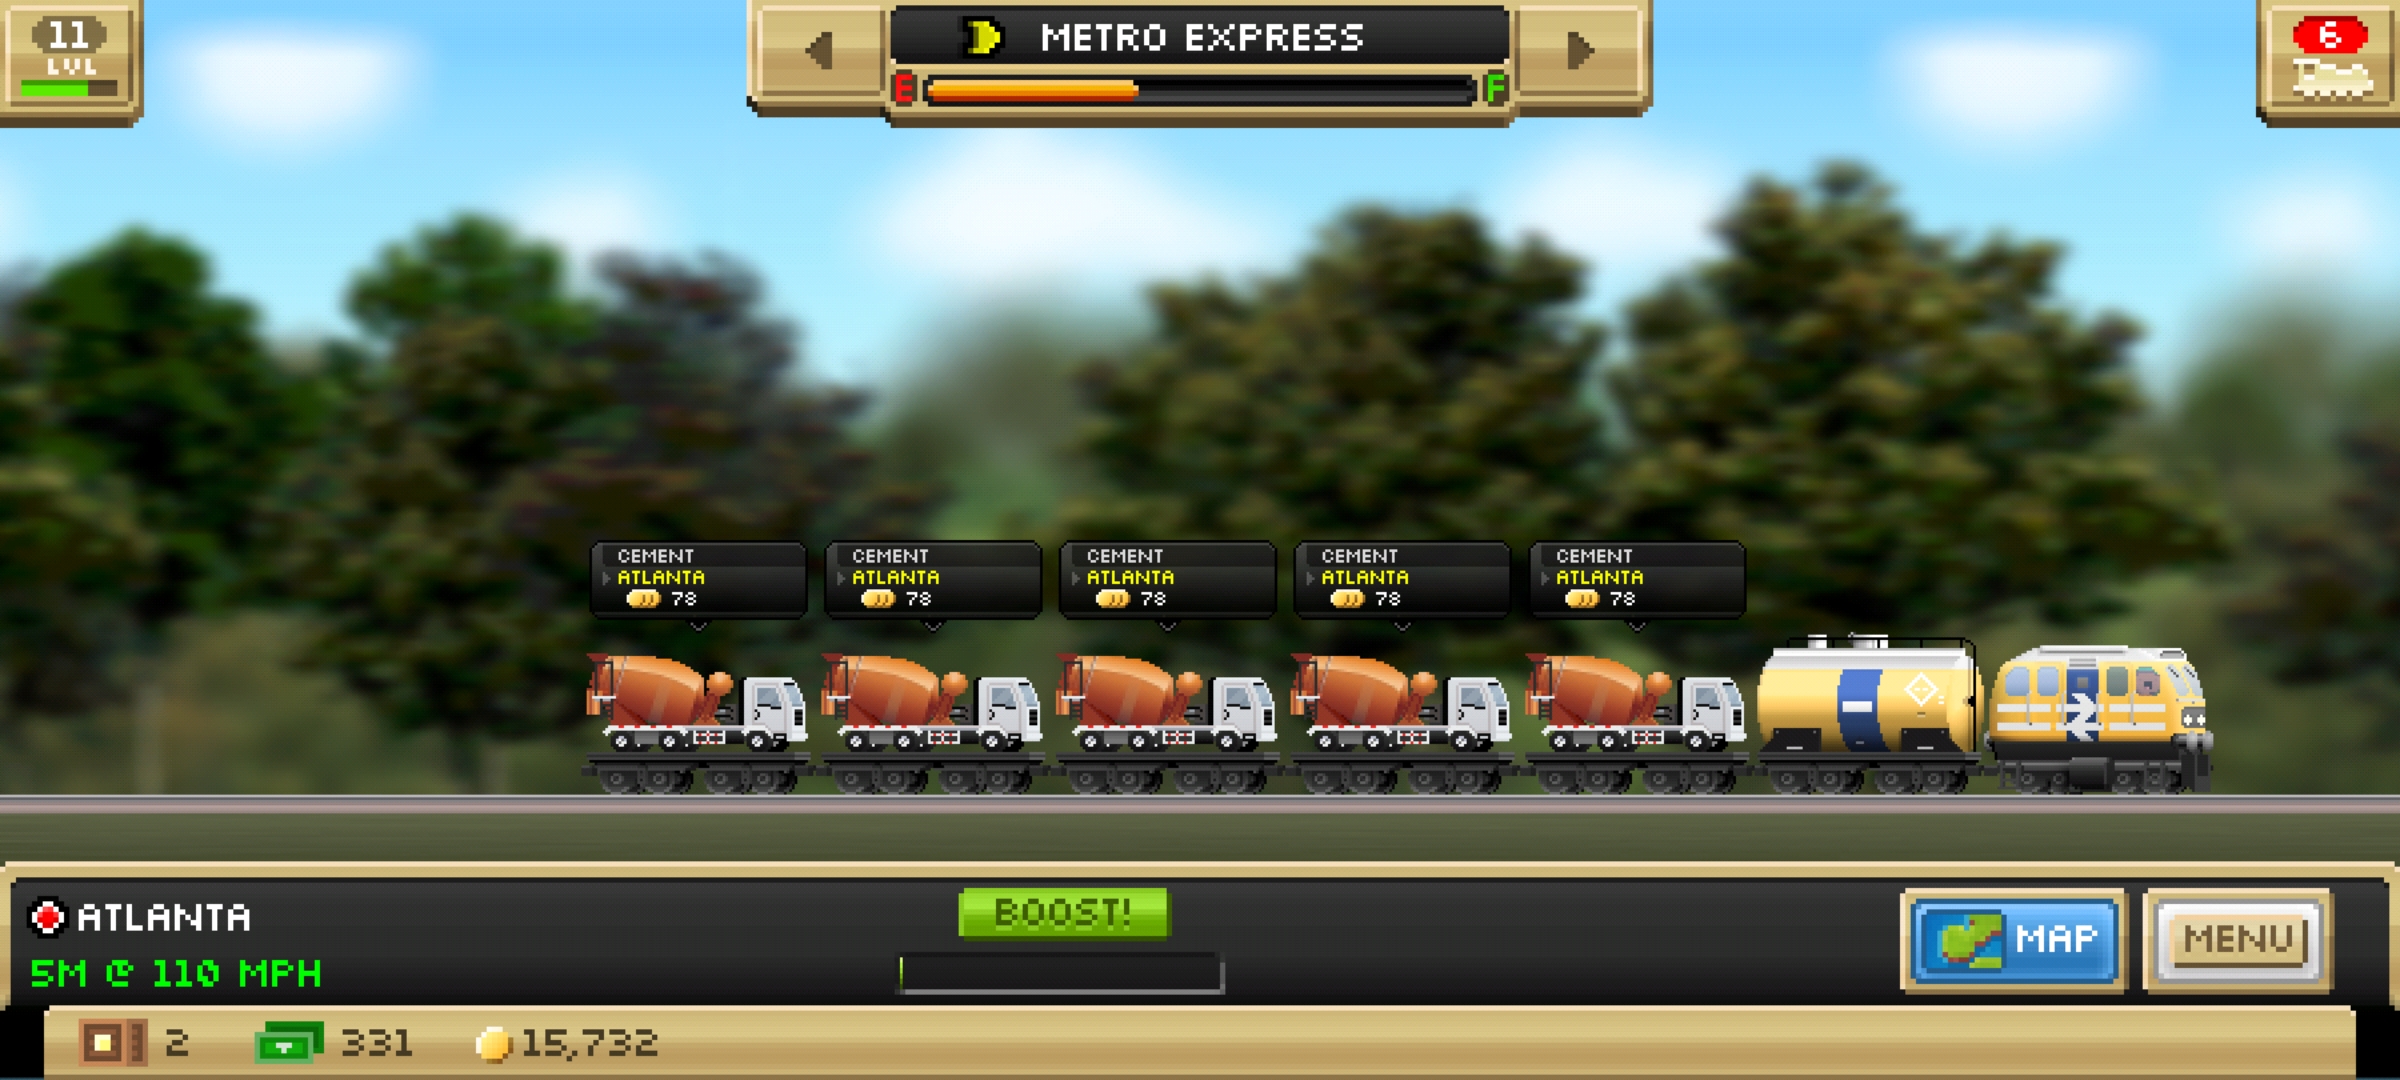 11
LVL
METRO EXPRESS
E F
6
CEMENT
ATLANTA
78
CEMENT
ATLANTA
78
CEMENT
ATLANTA
78
CEMENT
ATLANTA
78
CEMENT
ATLANTA
78
ATLANTA
5M @ 110 MPH
BOOST!
MAP
MENU
2
331
15,732